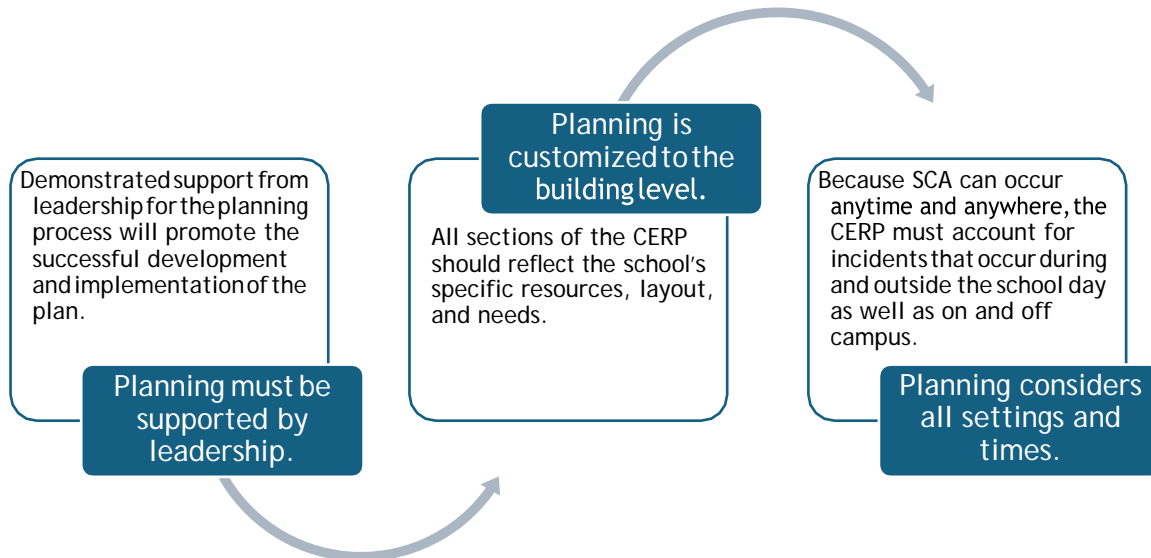 Demonstrated support from
leadership for the planning
process will promote the
successful development
and implementation of the
plan.
Planning must be
supported by
leadership.
Planning is
customized to the
building level.
All sections of the CERP
should reflect the school's
specific resources, layout,
and needs.
Because SCA can occur
anytime and anywhere, the
CERP must account for
incidents that occur during
and outside the school day
as well as on and off
campus.
Planning considers
all settings and
times.